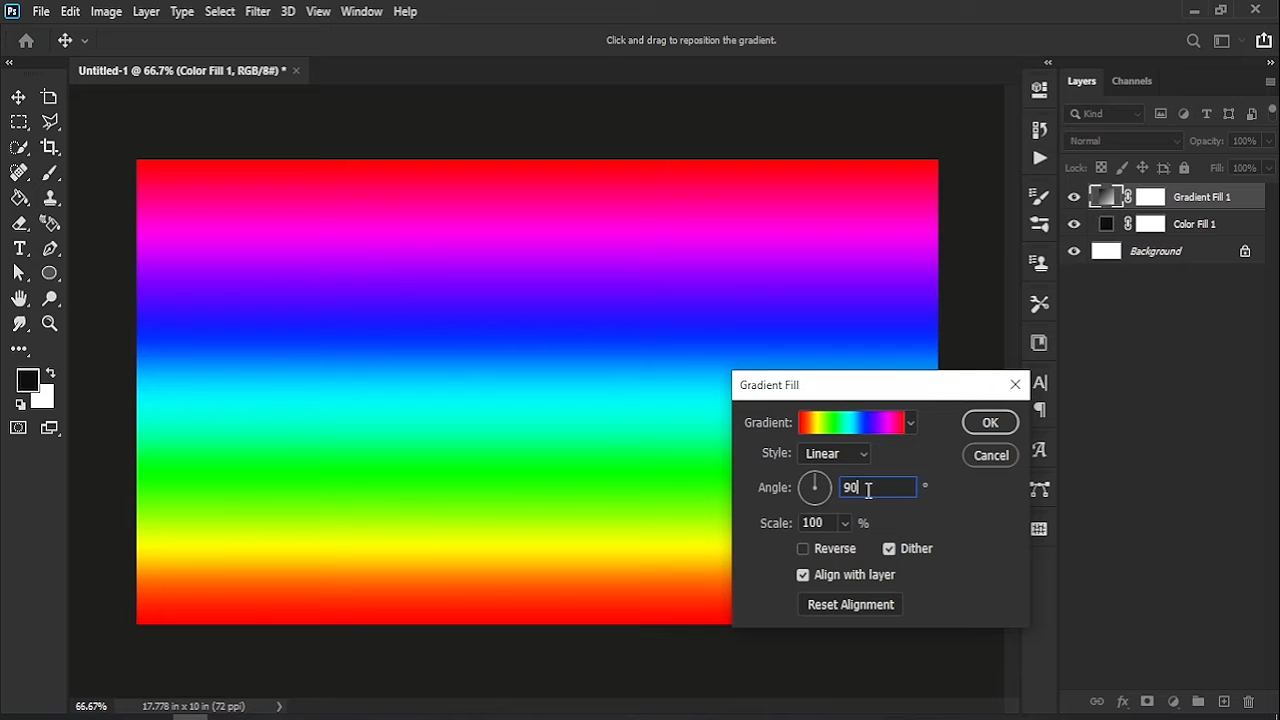 Ps File Edit Image Layer Type Select Filter 3D View Window Help
Click and drag to reposition the gradient.
Untitled-1 @ 66.7% (Color Fill 1, RGB/8#) * ×
Layers Channels
Kind
Normal Opacity: 100%
Lock: Fill: 100%
Gradient Fill 1
Color Fill 1
Background
Gradient Fill
Gradient: OK
Style: Linear Cancel
Angle: 90 °
Scale: 100 %
Reverse Dither
Align with layer
Reset Alignment
66.67% 17.778 in x 10 in (72 ppi)